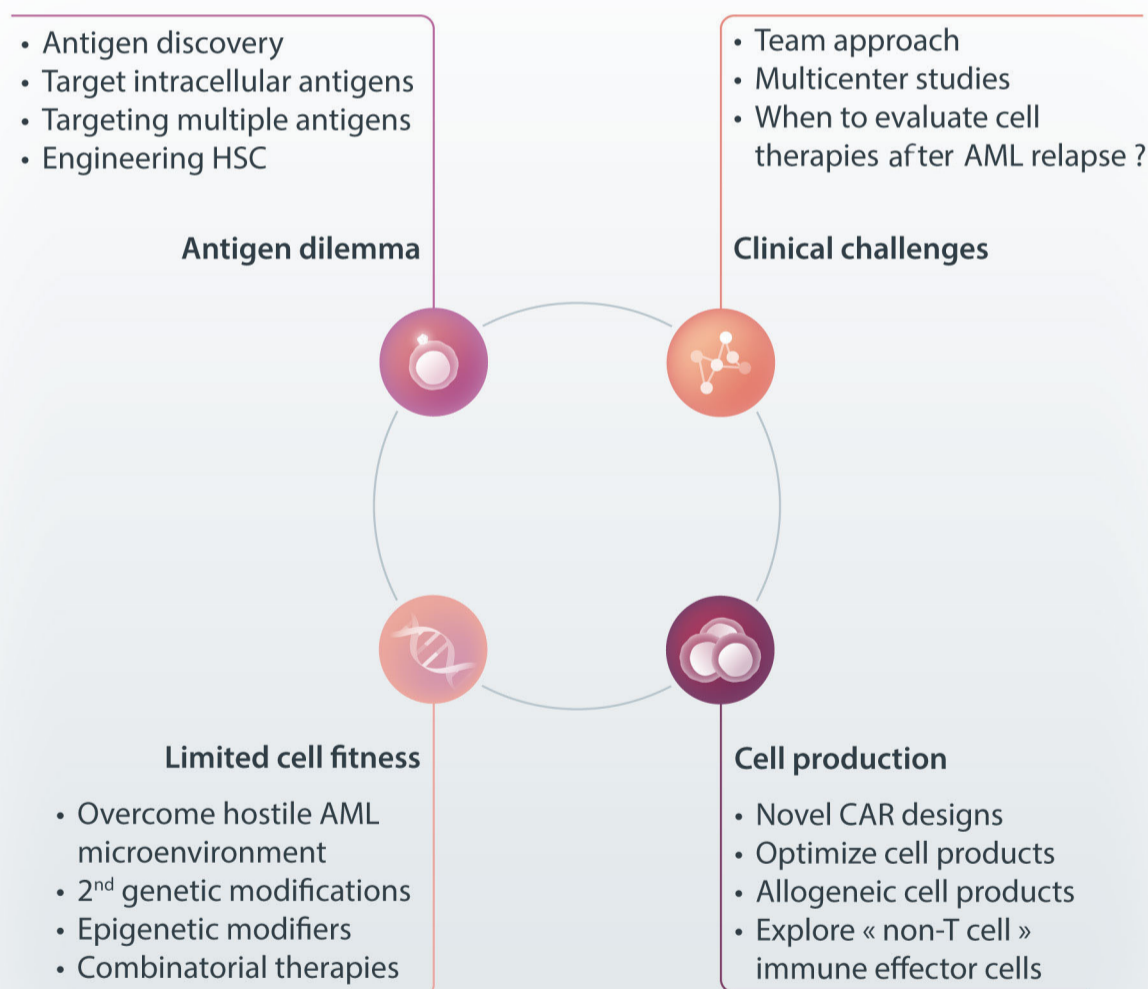 • Antigen discovery
• Target intracellular antigens
• Targeting multiple antigens
• Engineering HSC
Antigen dilemma
• Team approach
• Multicenter studies
• When to evaluate cell
therapies after AML relapse ?
Clinical challenges
Limited cell fitness
• Overcome hostile AML
microenvironment
• 2nd genetic modifications
• Epigenetic modifiers
• Combinatorial therapies
Cell production
• Novel CAR designs
• Optimize cell products
• Allogeneic cell products
• Explore « non-T cell »
immune effector cells